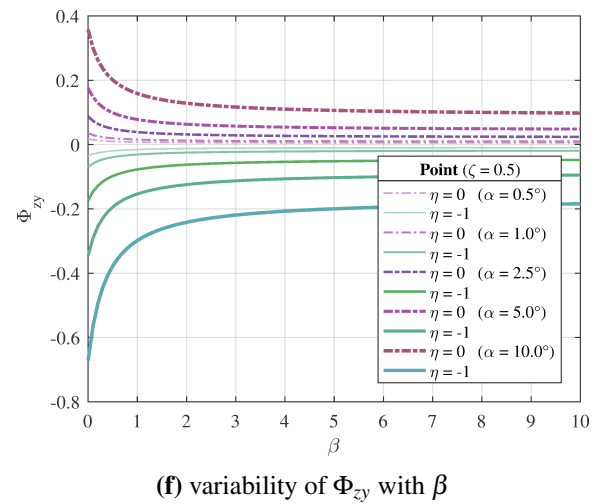 0.4
0.2
0
-0.2
-0.4
-0.6
-0.8
Φzy
Point (ζ = 0.5)
η = 0 (α = 0.5°)
η = -1
η = 0 (α = 1.0°)
η = -1
η = 0 (α = 2.5°)
η = -1
η = 0 (α = 5.0°)
η = -1
η = 0 (α = 10.0°)
η = -1
0 1 2 3 4 5 6 7 8 9 10
β
(f) variability of Φzy with β